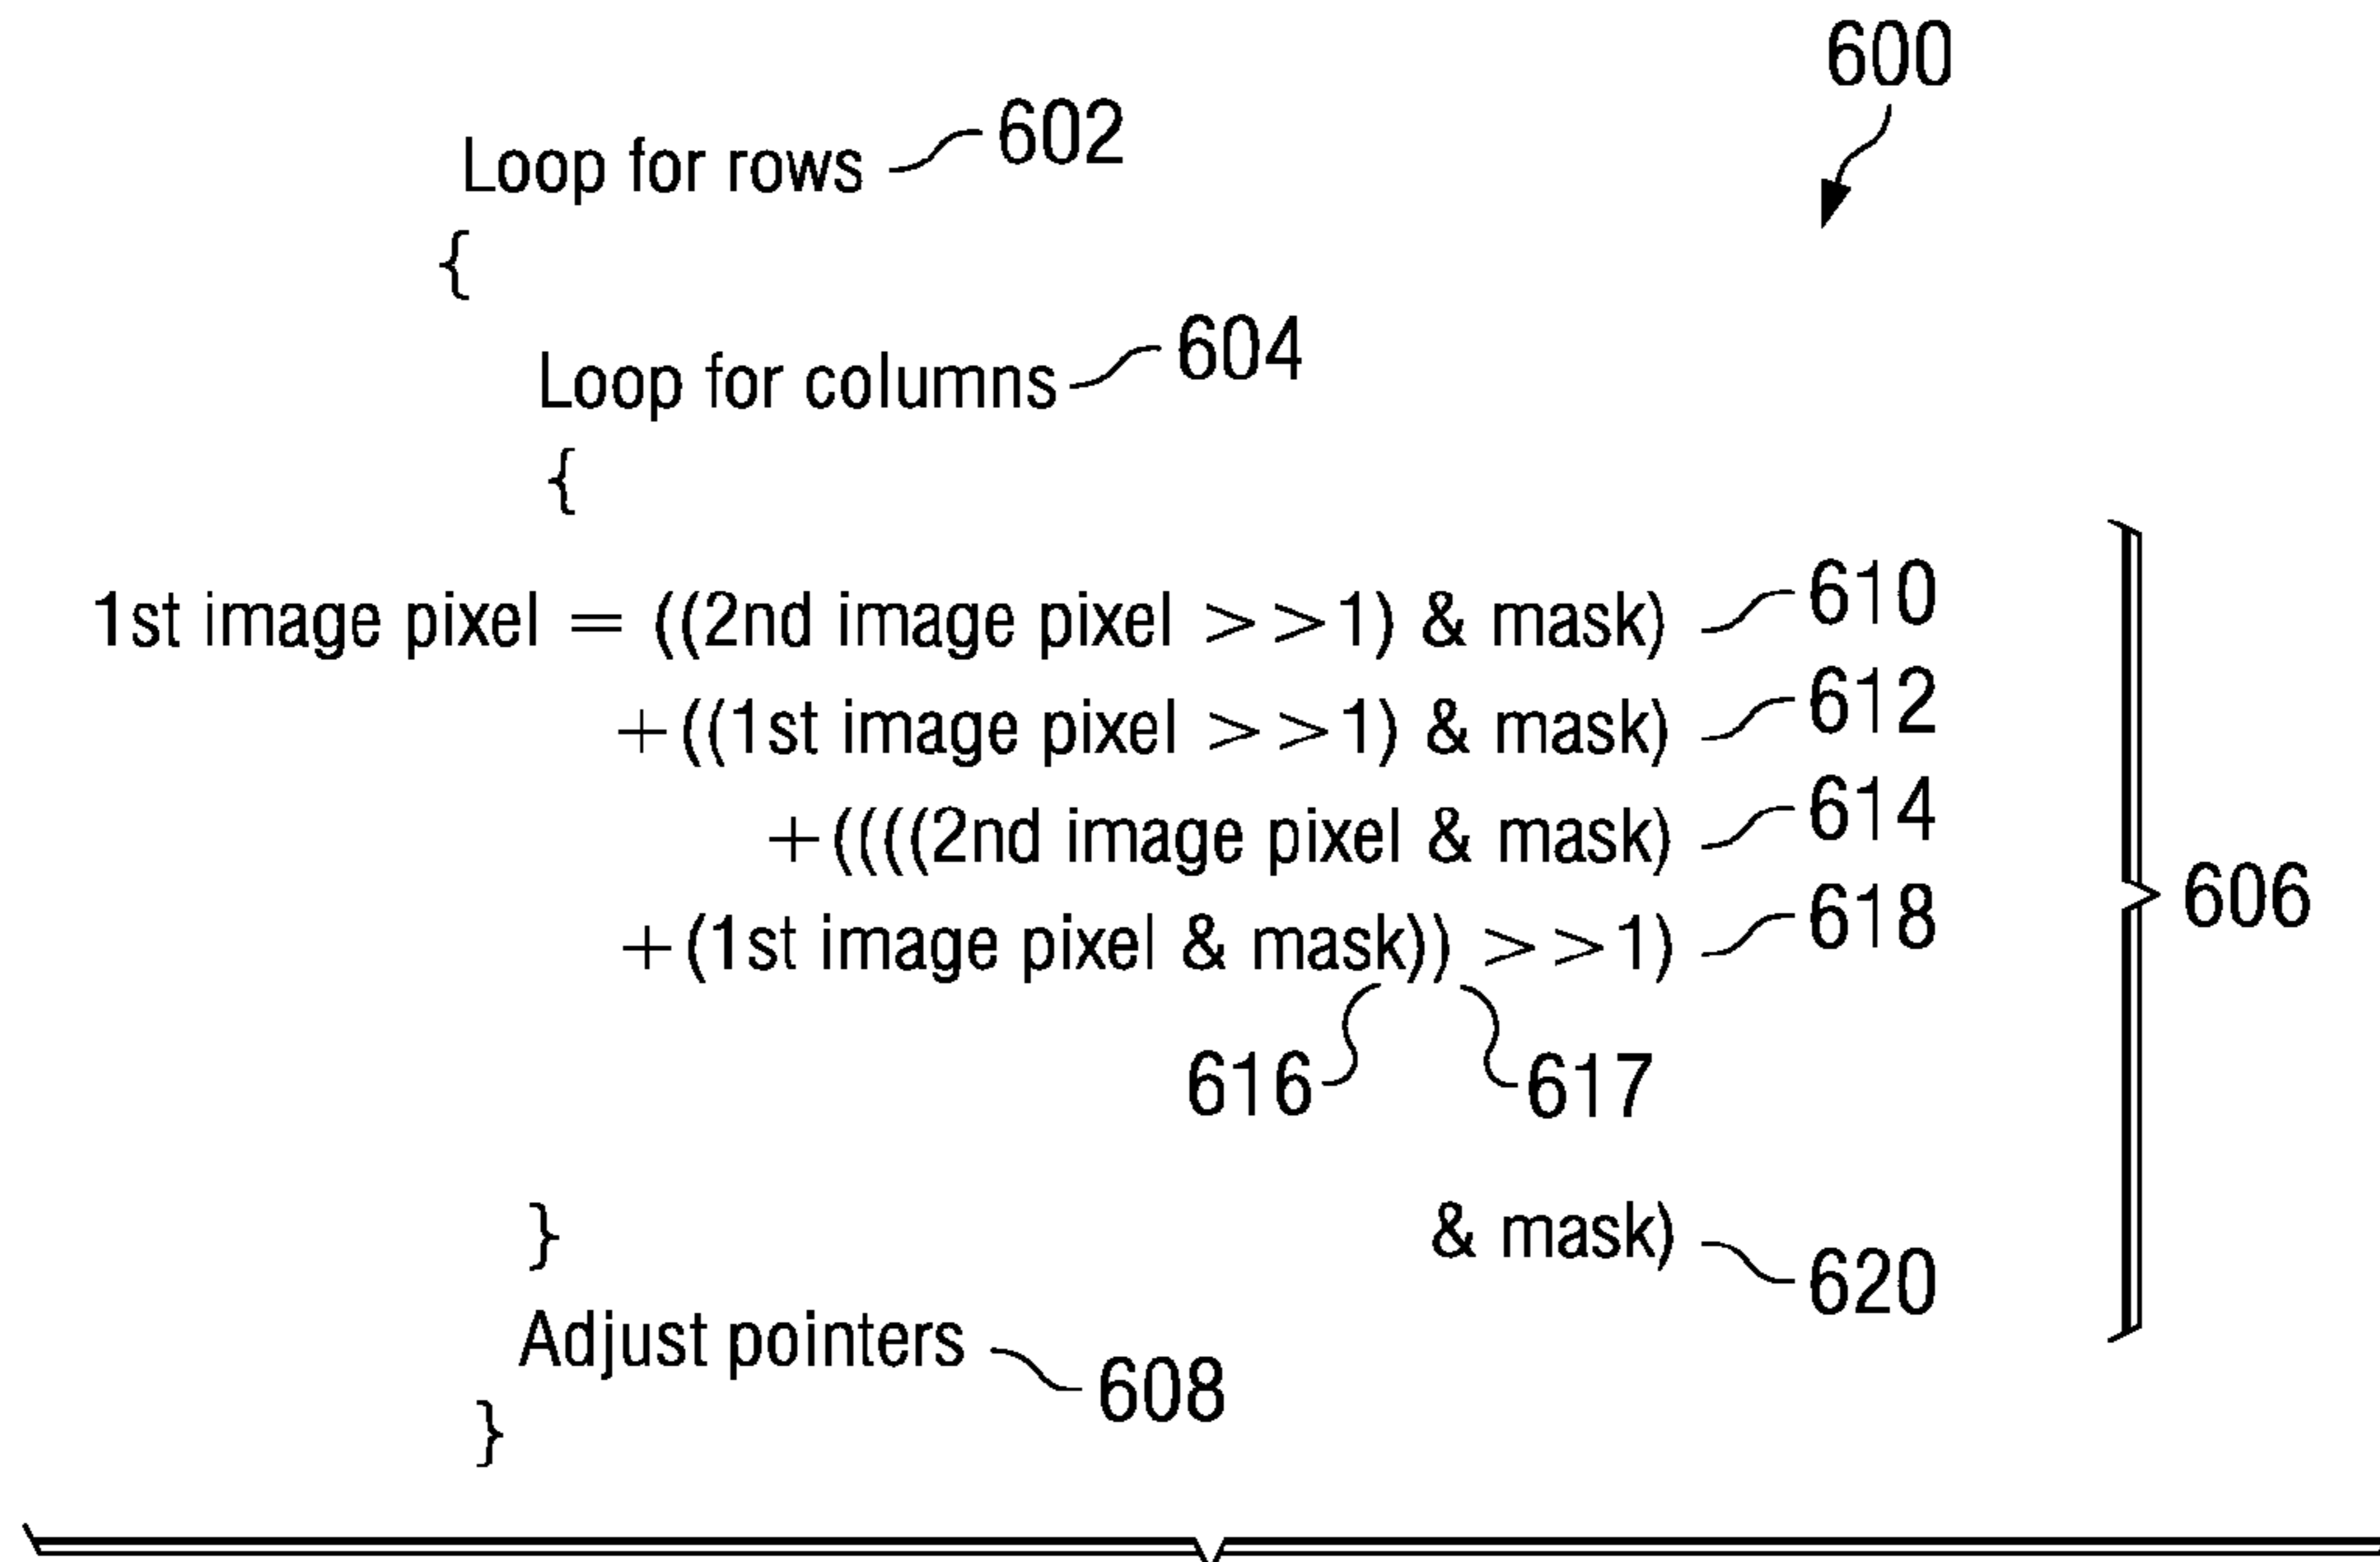 600
Loop for rows 602
{
Loop for columns 604
{
1st image pixel = ((2nd image pixel >>1) & mask) 610
+((1st image pixel >>1) & mask) 612
+((((2nd image pixel & mask) 614
+(1st image pixel & mask)) >>1) 618
606
616 617
} & mask) 620
Adjust pointers 608
}